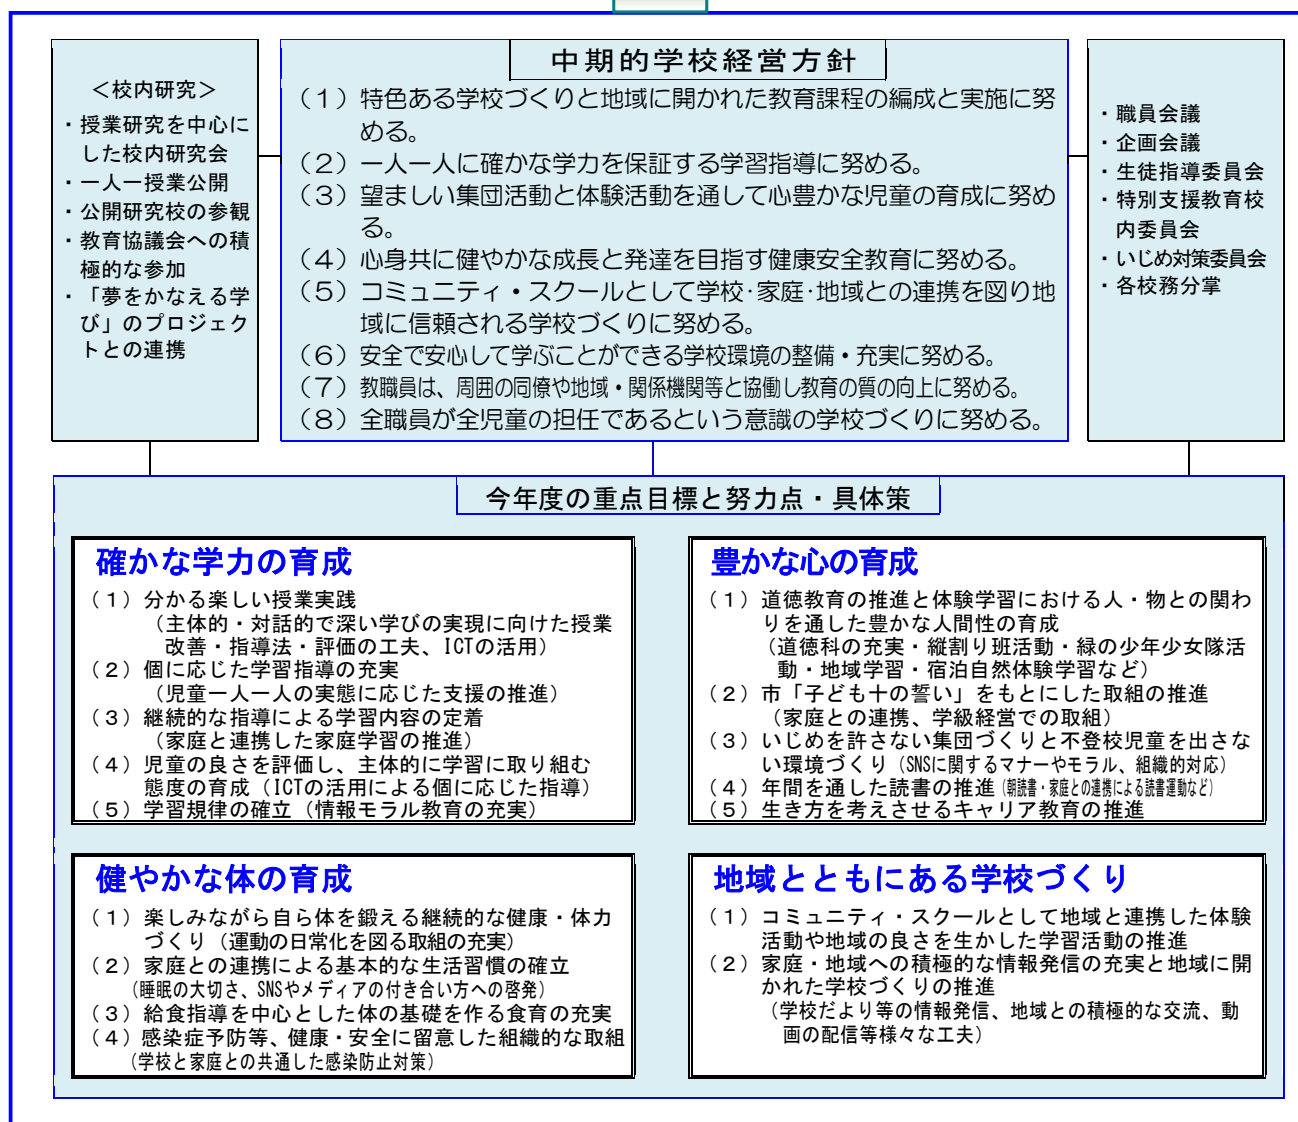 ＜校内研究＞
・授業研究を中心に
した校内研究会
・一人一授業公開
・公開研究校の参観
・教育協議会への積
極的な参加
・「夢をかなえる学
び」のプロジェク
トとの連携
中期的学校経営方針
（１）特色ある学校づくりと地域に開かれた教育課程の編成と実施に努
める。
（２）一人一人に確かな学力を保証する学習指導に努める。
（３）望ましい集団活動と体験活動を通して心豊かな児童の育成に努め
る。
（４）心身共に健やかな成長と発達を目指す健康安全教育に努める。
（５）コミュニティ・スクールとして学校･家庭･地域との連携を図り地
域に信頼される学校づくりに努める。
（６）安全で安心して学ぶことができる学校環境の整備・充実に努める。
（７）教職員は、周囲の同僚や地域・関係機関等と協働し教育の質の向上に努める。
（８）全職員が全児童の担任であるという意識の学校づくりに努める。
・職員会議
・企画会議
・生徒指導委員会
・特別支援教育校
内委員会
・いじめ対策委員会
・各校務分掌
今年度の重点目標と努力点・具体策
確かな学力の育成
（１）分かる楽しい授業実践
（主体的・対話的で深い学びの実現に向けた授業
改善・指導法・評価の工夫、ICTの活用）
（２）個に応じた学習指導の充実
（児童一人一人の実態に応じた支援の推進）
（３）継続的な指導による学習内容の定着
（家庭と連携した家庭学習の推進）
（４）児童の良さを評価し、主体的に学習に取り組む
態度の育成（ICTの活用による個に応じた指導）
（５）学習規律の確立（情報モラル教育の充実）
豊かな心の育成
（１）道徳教育の推進と体験学習における人・物との関わ
りを通した豊かな人間性の育成
（道徳科の充実・縦割り班活動・緑の少年少女隊活
動・地域学習・宿泊自然体験学習など）
（２）市「子ども十の誓い」をもとにした取組の推進
（家庭との連携、学級経営での取組）
（３）いじめを許さない集団づくりと不登校児童を出さな
い環境づくり（SNSに関するマナーやモラル、組織的対応）
（４）年間を通した読書の推進（朝読書・家庭との連携による読書運動など）
（５）生き方を考えさせるキャリア教育の推進
健やかな体の育成
（１）楽しみながら自ら体を鍛える継続的な健康・体力
づくり（運動の日常化を図る取組の充実）
（２）家庭との連携による基本的な生活習慣の確立
（睡眠の大切さ、SNSやメディアの付き合い方への啓発）
（３）給食指導を中心とした体の基礎を作る食育の充実
（４）感染症予防等、健康・安全に留意した組織的な取組
（学校と家庭との共通した感染防止対策）
地域とともにある学校づくり
（１）コミュニティ・スクールとして地域と連携した体験
活動や地域の良さを生かした学習活動の推進
（２）家庭・地域への積極的な情報発信の充実と地域に開
かれた学校づくりの推進
（学校だより等の情報発信、地域との積極的な交流、動
画の配信等様々な工夫）